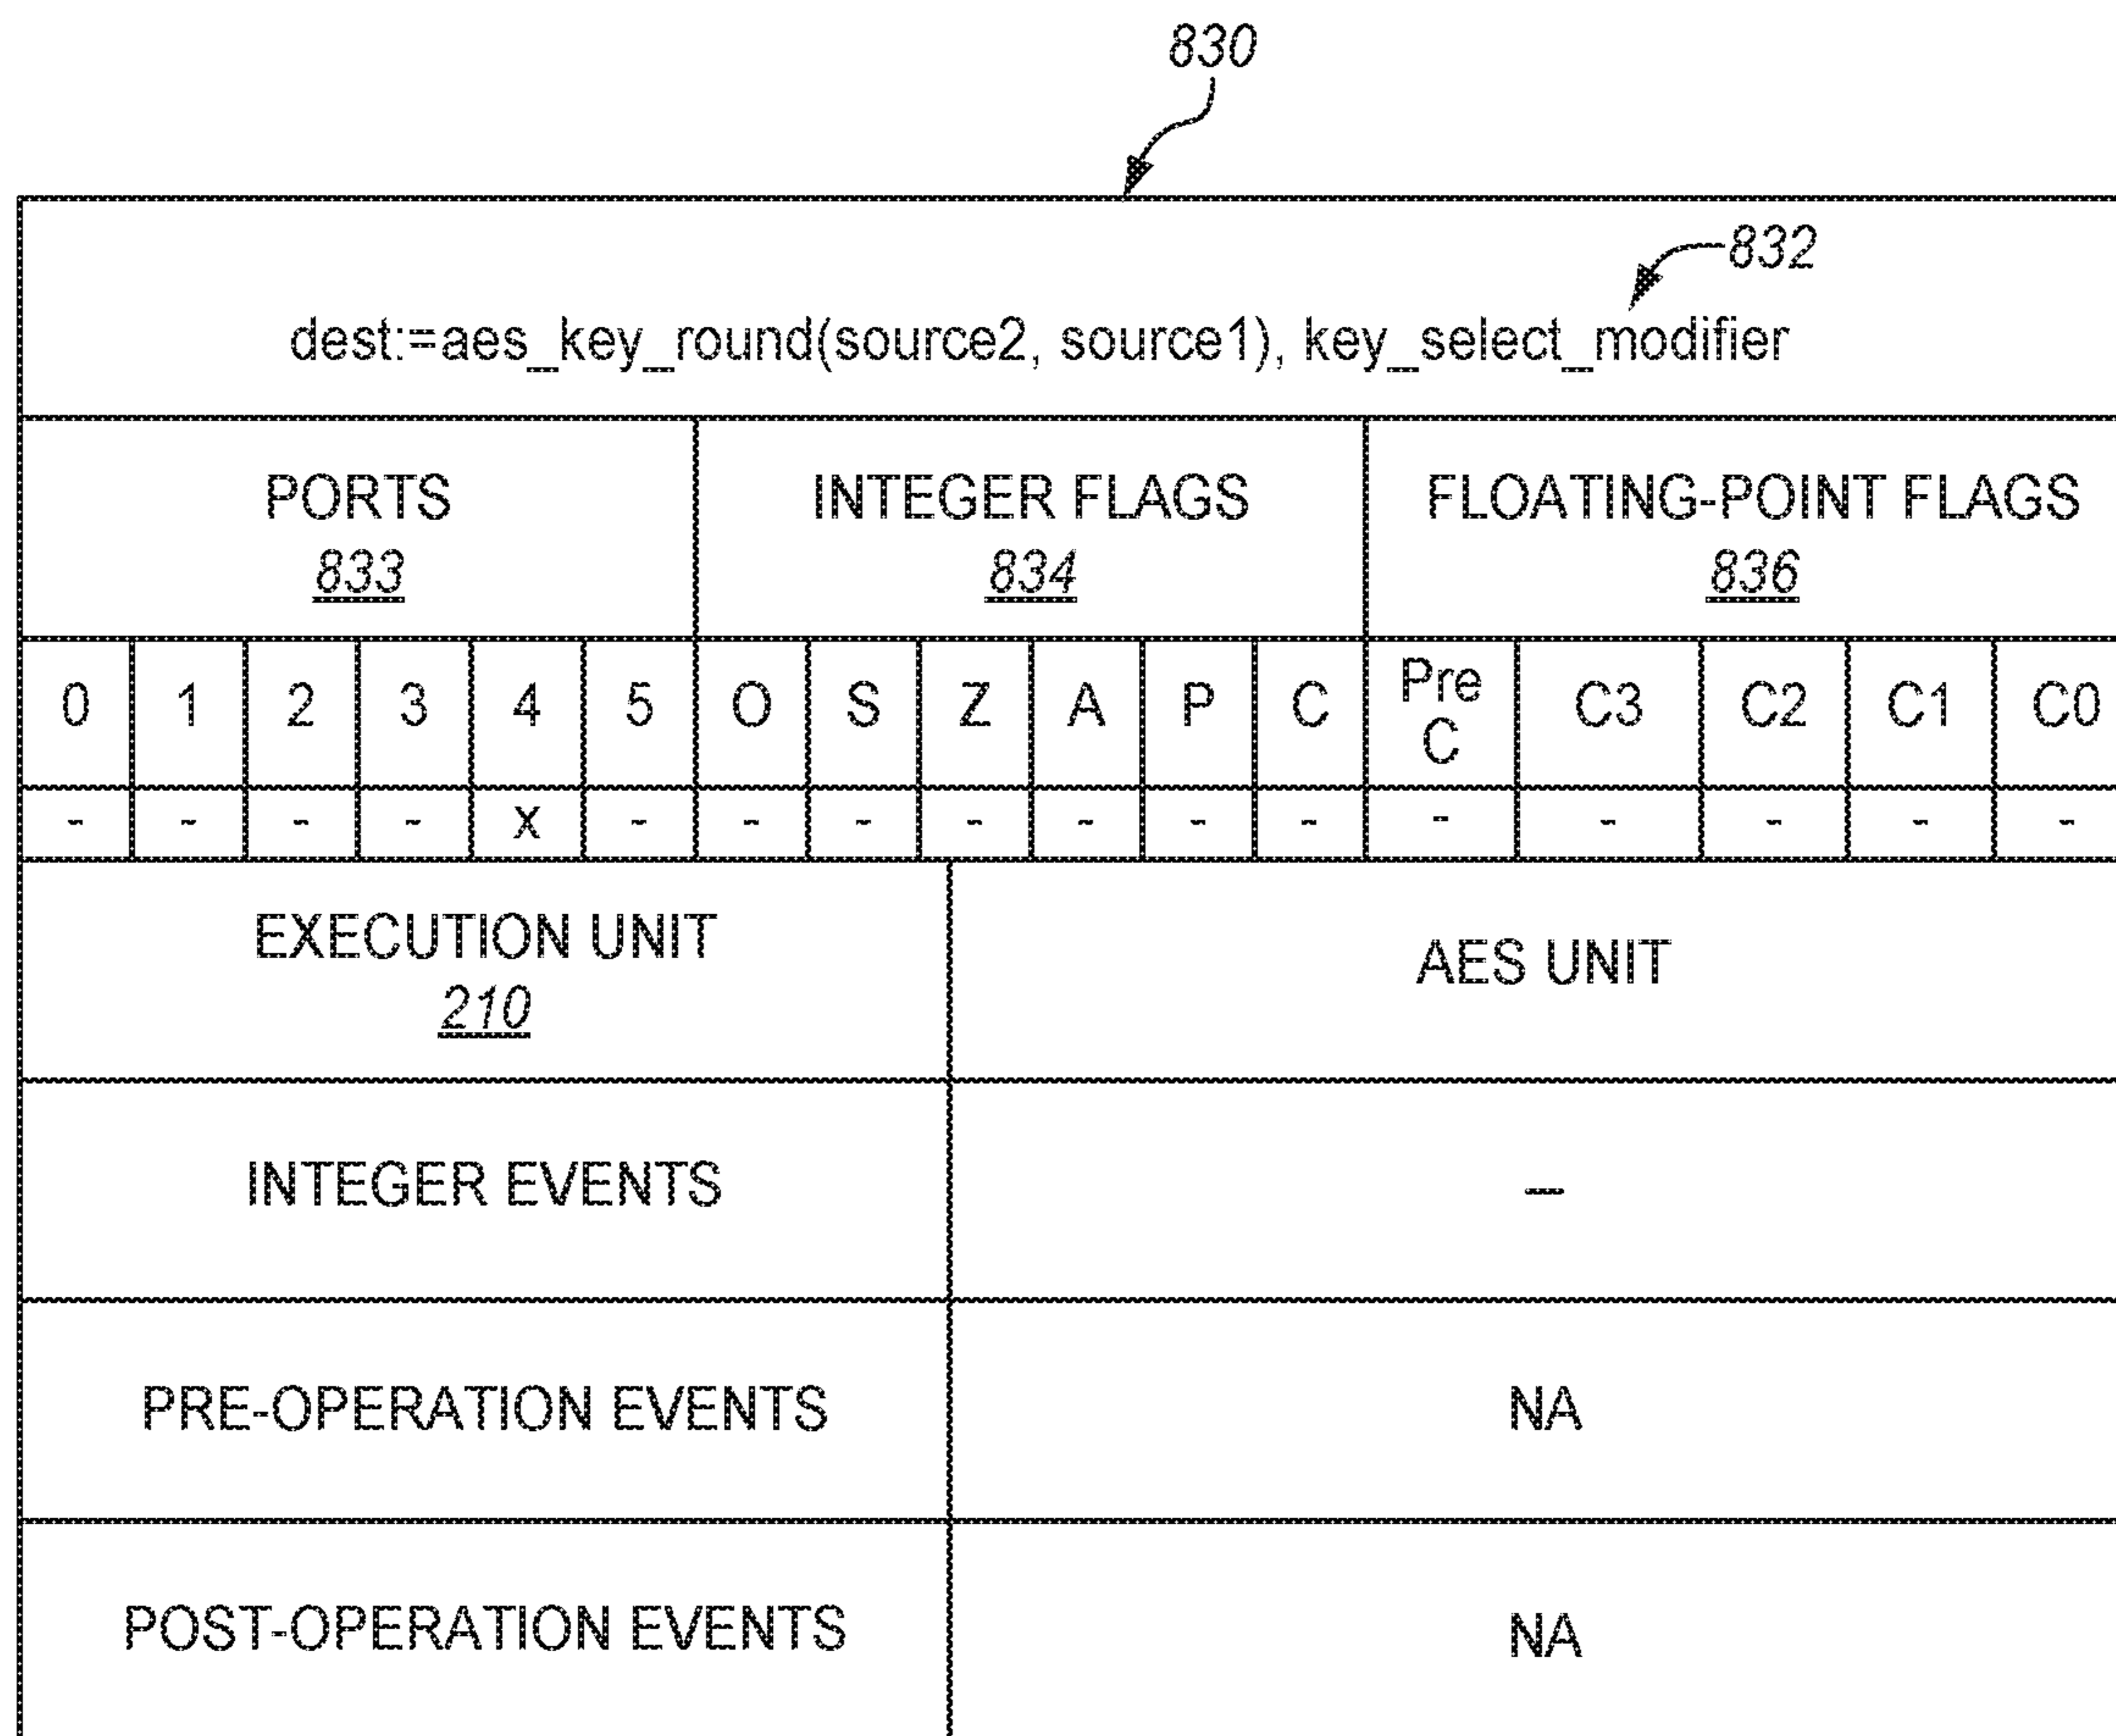 830
832
dest:=aes_key_round(source2, source1), key_select_modifier
PORTS INTEGER FLAGS FLOATING-POINT FLAGS
833 834 836
0 1 2 3 4 5 O S Z A P C Pre C C3 C2 C1 C0
- - - - x - - - - - - - - - - - -
EXECUTION UNIT AES UNIT
210
INTEGER EVENTS –
PRE-OPERATION EVENTS NA
POST-OPERATION EVENTS NA